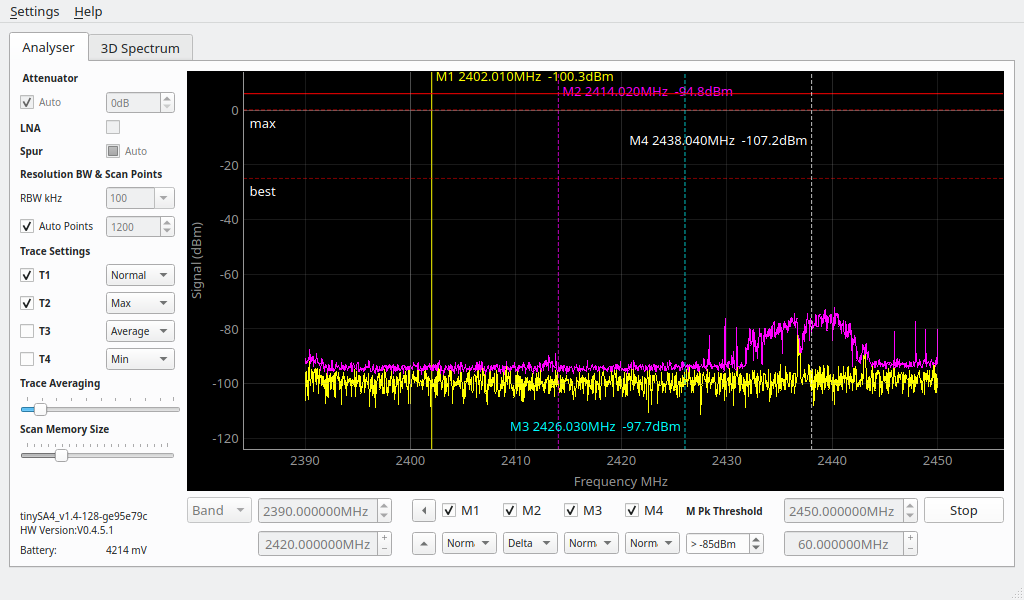 Settings Help
Analyser 3D Spectrum
Attenuator
Auto 0dB
LNA
Spur Auto
Resolution BW & Scan Points
RBW kHz 100
Auto Points 1200
Trace Settings
T1 Normal
T2 Max
T3 Average
T4 Min
Trace Averaging
Scan Memory Size
tinySA4_v1.4-128-ge95e79c
HW Version:V0.4.5.1
Battery: 4214 mV
M1 2402.010MHz -100.3dBm
M2 2414.020MHz -94.8dBm
M4 2438.040MHz -107.2dBm
M3 2426.030MHz -97.7dBm
max
best
Signal (dBm)
0
-20
-40
-60
-80
-100
-120
2390 2400 2410 2420 2430 2440 2450
Frequency MHz
Band 2390.000000MHz M1 M2 M3 M4 M Pk Threshold 2450.000000MHz Stop
2420.000000MHz Norm Delta Norm Norm > -85dBm 60.000000MHz